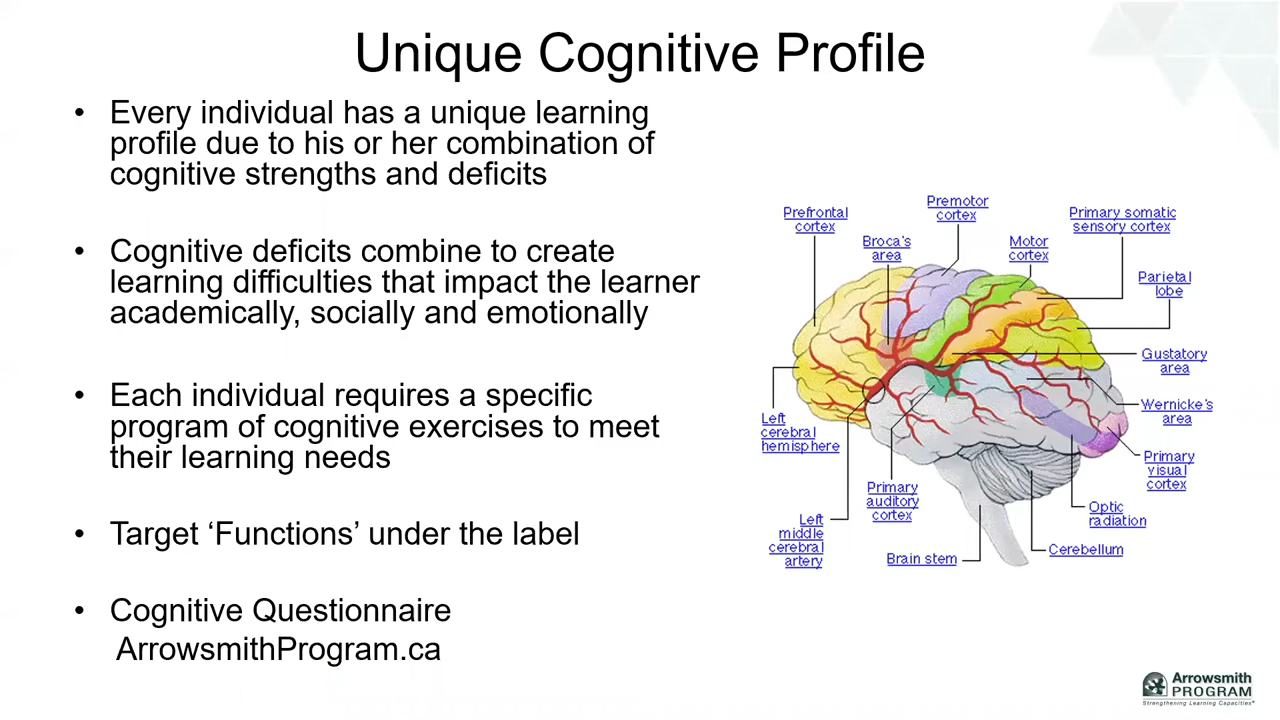 Unique Cognitive Profile
• Every individual has a unique learning
profile due to his or her combination of
cognitive strengths and deficits
• Cognitive deficits combine to create
learning difficulties that impact the learner
academically, socially and emotionally
• Each individual requires a specific
program of cognitive exercises to meet
their learning needs
• Target ‘Functions’ under the label
• Cognitive Questionnaire
ArrowsmithProgram.ca
Prefrontal
cortex
Broca's
area
Premotor
cortex
Motor
cortex
Primary somatic
sensory cortex
Parietal
lobe
Gustatory
area
Wernicke's
area
Primary
visual
cortex
Optic
radiation
Cerebellum
Brain stem
Primary
auditory
cortex
Left
middle
cerebral
artery
Left
cerebral
hemisphere
Arrowsmith
PROGRAM
Strengthening Learning Capacities®